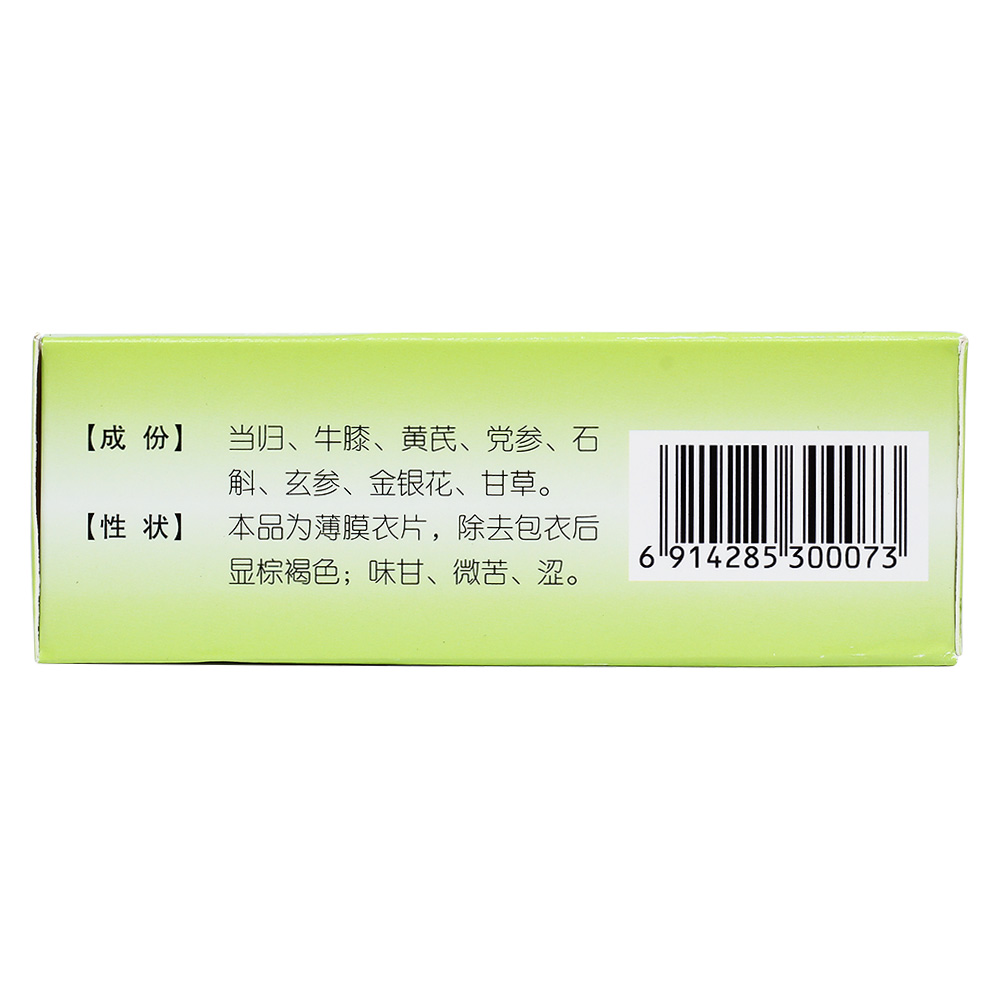 【成 份】 当归、牛膝、黄芪、党参、石
斛、玄参、金银花、甘草。
【性 状】 本品为薄膜衣片，除去包衣后
显棕褐色；味甘、微苦、涩。
6 914285 300073